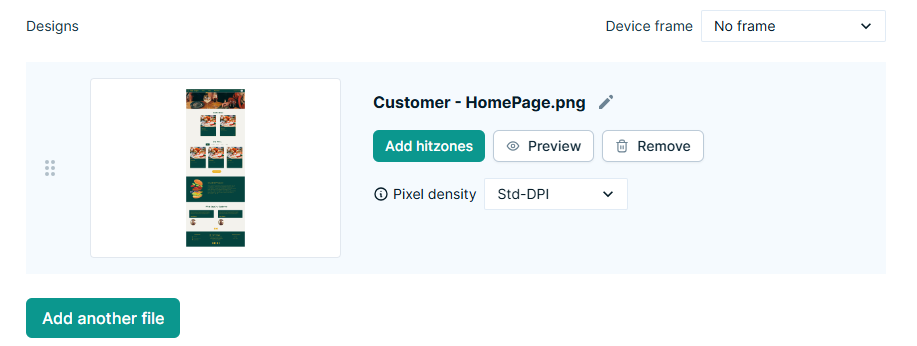 Designs
Device frame
No frame
Customer - HomePage.png
Add hitzones
Preview
Remove
Pixel density
Std-DPI
Add another file